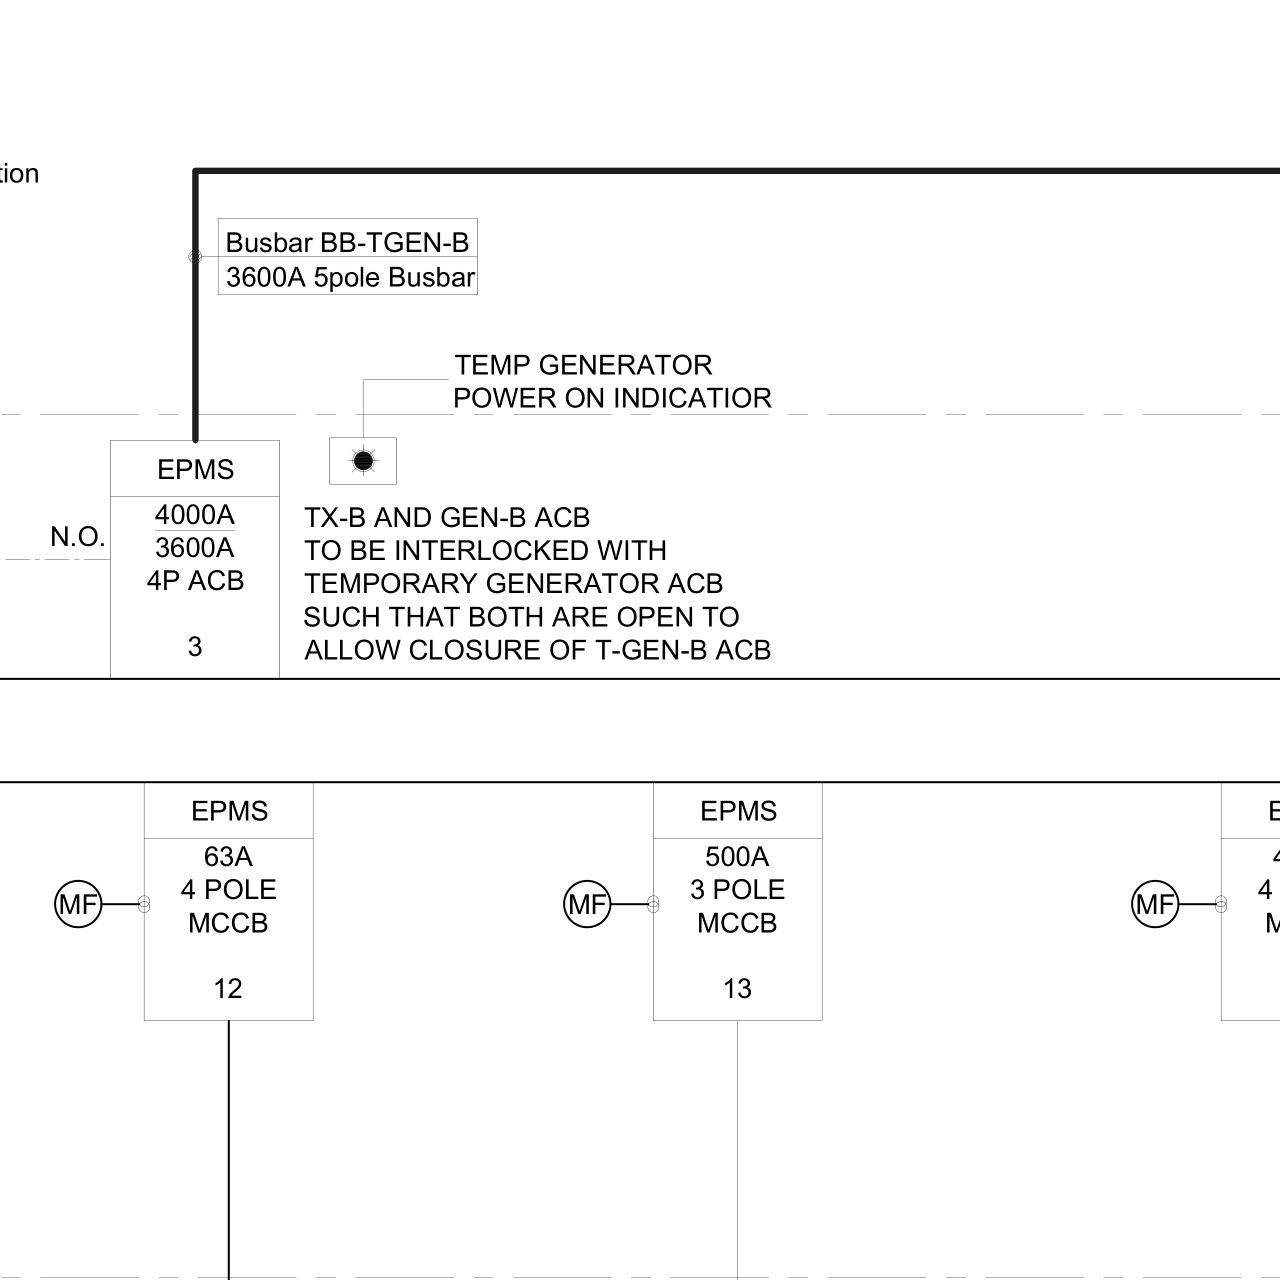 tion
Busbar BB-TGEN-B
3600A 5pole Busbar
TEMP GENERATOR
POWER ON INDICATIOR
EPMS
4000A
3600A
4P ACB
3
N.O.
TX-B AND GEN-B ACB
TO BE INTERLOCKED WITH
TEMPORARY GENERATOR ACB
SUCH THAT BOTH ARE OPEN TO
ALLOW CLOSURE OF T-GEN-B ACB
EPMS
63A
4 POLE
MCCB
12
MF
EPMS
500A
3 POLE
MCCB
13
MF
MF
E
4
4
M